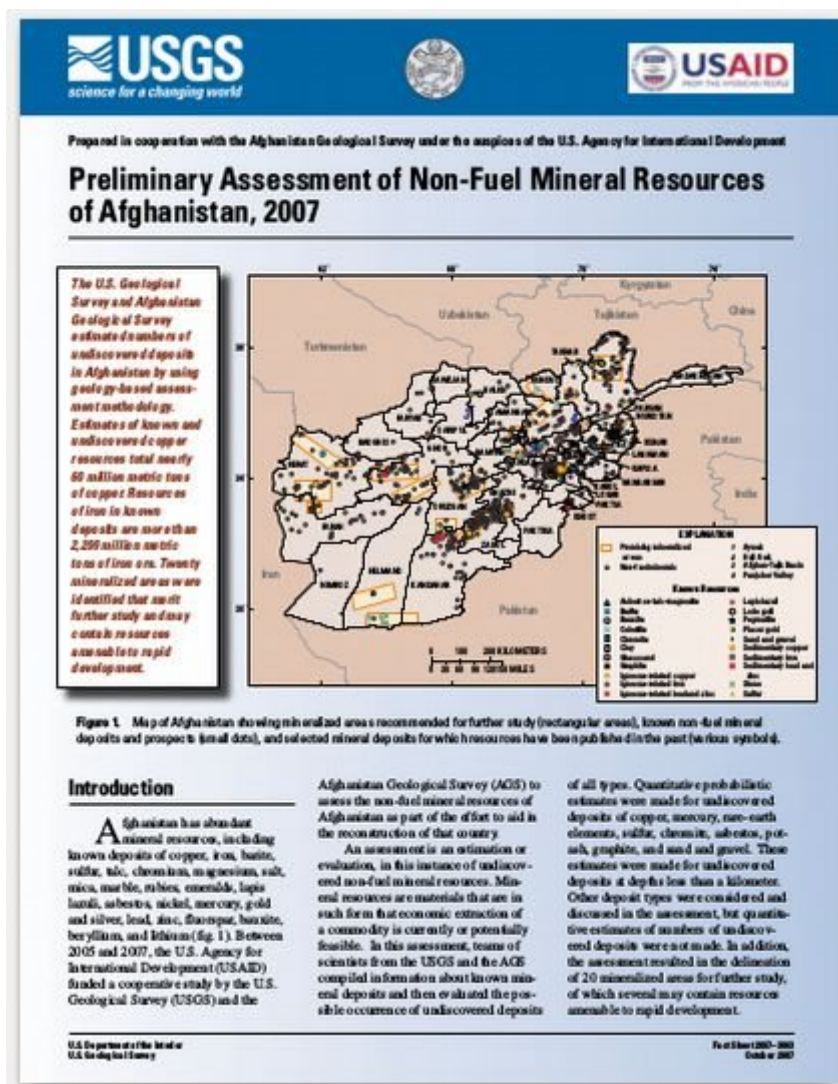 USGS
science for a changing world
USAID
FROM THE AMERICAN PEOPLE
Prepared in cooperation with the Afghanistan Geological Survey under the auspices of the U.S. Agency for International Development
Preliminary Assessment of Non-Fuel Mineral Resources
of Afghanistan, 2007
The U.S. Geological
Survey and Afghanistan
Geological Survey
estimated numbers of
undiscovered deposits
in Afghanistan by using
geology-based assess-
ment methodology.
Estimates of known and
undiscovered copper
resources total nearly
60 million metric tons
of copper. Resources
of iron in known
deposits are more than
million metric
tons of iron ore. Twenty
mineralized areas were
identified that merit
further study and may
contain resources
amenable to rapid
development.
Kyrgyzstan
Uzbekistan
Tajikistan
China
Turkmenistan
Pakistan
India
Iran
Pakistan
HELMAND
KANDAHAR
NIMROZ
EXPLANATION
0 100 200 KILOMETERS
Figure 1. Map of Afghanistan showing mineralized areas recommended for further study (rectangular areas), known non-fuel mineral
deposits and prospects (small dots), and selected mineral deposits for which resources have been published in the past (various symbols).
Introduction
Afghanistan has abundant
mineral resources, including
known deposits of copper, iron, barite,
sulfur, talc, chromium, magnesium, salt,
mica, marble, rubies, emeralds, lapis
lazuli, asbestos, nickel, mercury, gold
and silver, lead, zinc, fluorspar, bauxite,
beryllium, and lithium (fig. 1). Between
2005 and 2007, the U.S. Agency for
International Development (USAID)
funded a cooperative study by the U.S.
Geological Survey (USGS) and the
Afghanistan Geological Survey (AGS) to
assess the non-fuel mineral resources of
Afghanistan as part of the effort to aid in
the reconstruction of that country.
An assessment is an estimation or
evaluation, in this instance of undiscov-
ered non-fuel mineral resources. Min-
eral resources are materials that are in
such form that economic extraction of
a commodity is currently or potentially
feasible. In this assessment, teams of
scientists from the USGS and the AGS
compiled information about known min-
eral deposits and then evaluated the pos-
sible occurrence of undiscovered deposits
of all types. Quantitative probabilistic
estimates were made for undiscovered
deposits of copper, mercury, rare-earth
elements, sulfur, chromite, asbestos, pot-
ash, graphite, and sand and gravel. These
estimates were made for undiscovered
deposits at depths less than a kilometer.
Other deposit types were considered and
discussed in the assessment, but quantita-
tive estimates of numbers of undiscov-
ered deposits were not made. In addition,
the assessment resulted in the delineation
of 20 mineralized areas for further study,
of which several may contain resources
amenable to rapid development.
U.S. Department of the Interior
U.S. Geological Survey
Fact Sheet
October 2007